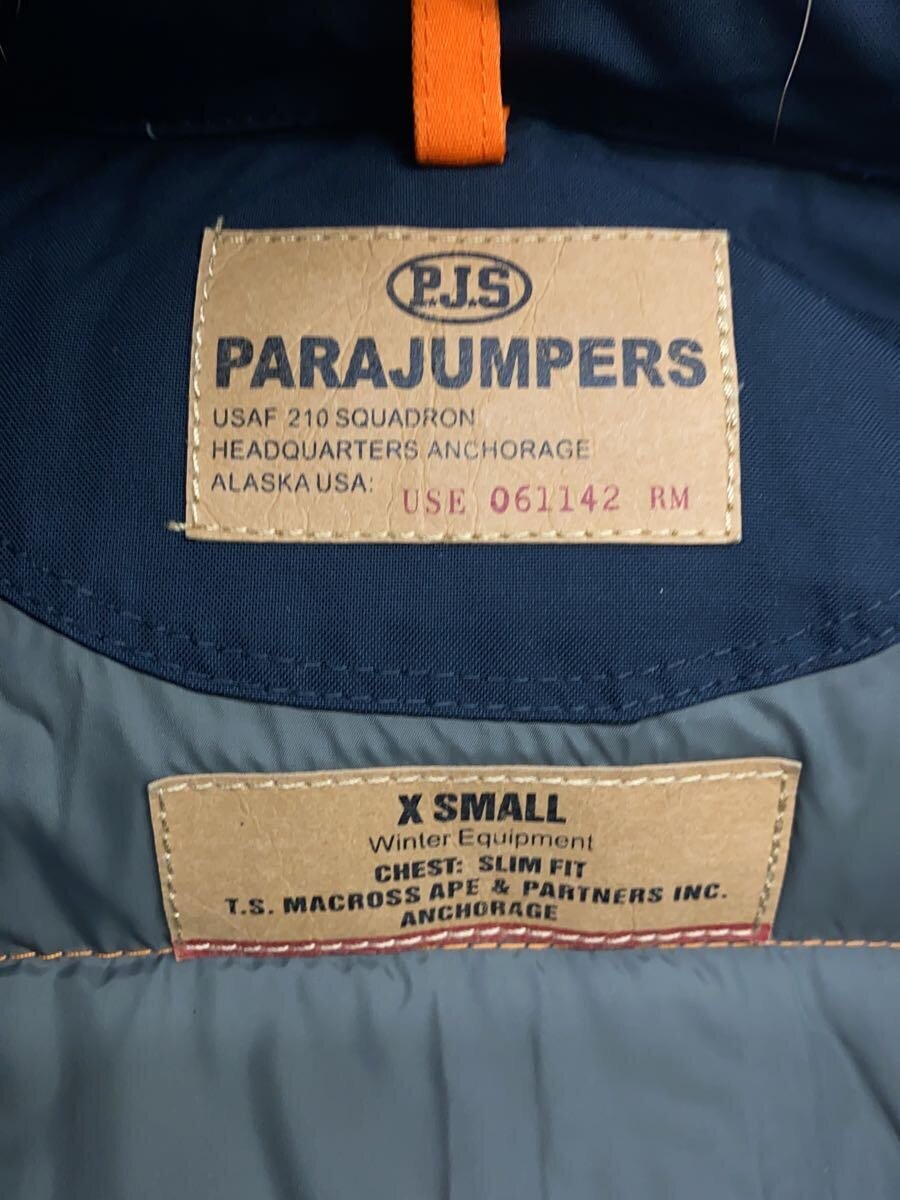 P.J.S
PARAJUMPERS
USAF 210 SQUADRON
HEADQUARTERS ANCHORAGE
ALASKA USA: USE 061142 RM
X SMALL
Winter Equipment
CHEST: SLIM FIT
T.S. MACROSS APE & PARTNERS INC.
ANCHORAGE